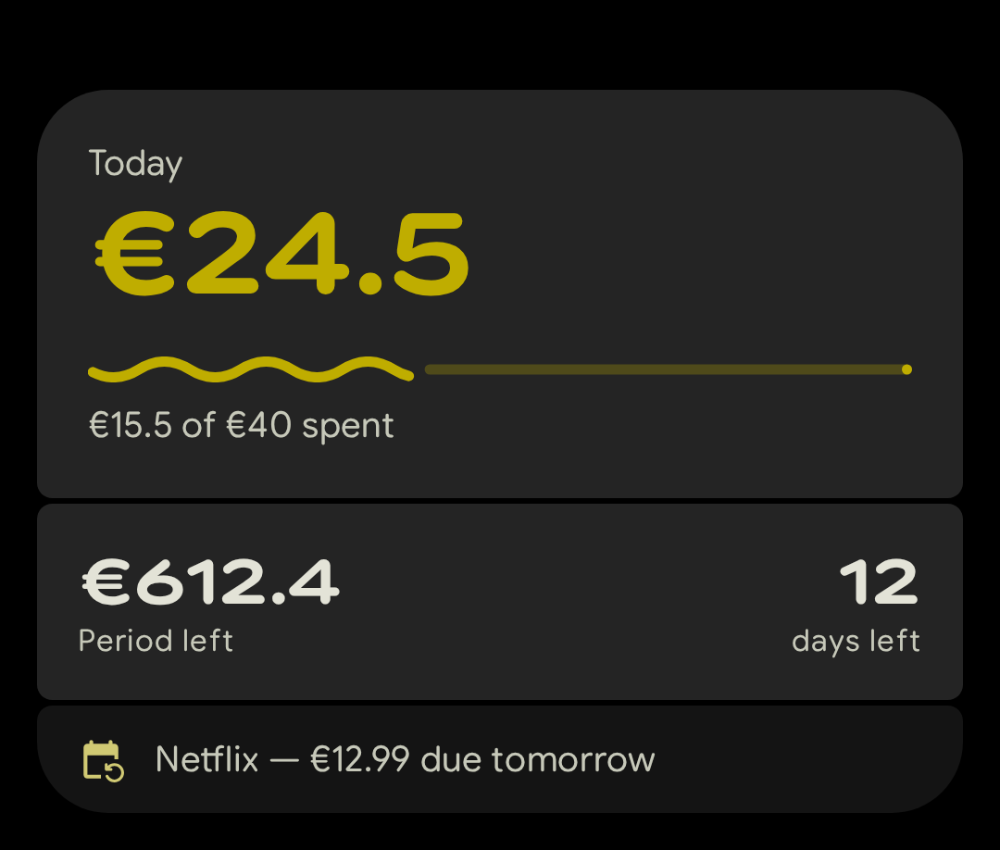 Today
€24.5
€15.5 of €40 spent
€612.4
Period left
12
days left
Netflix — €12.99 due tomorrow